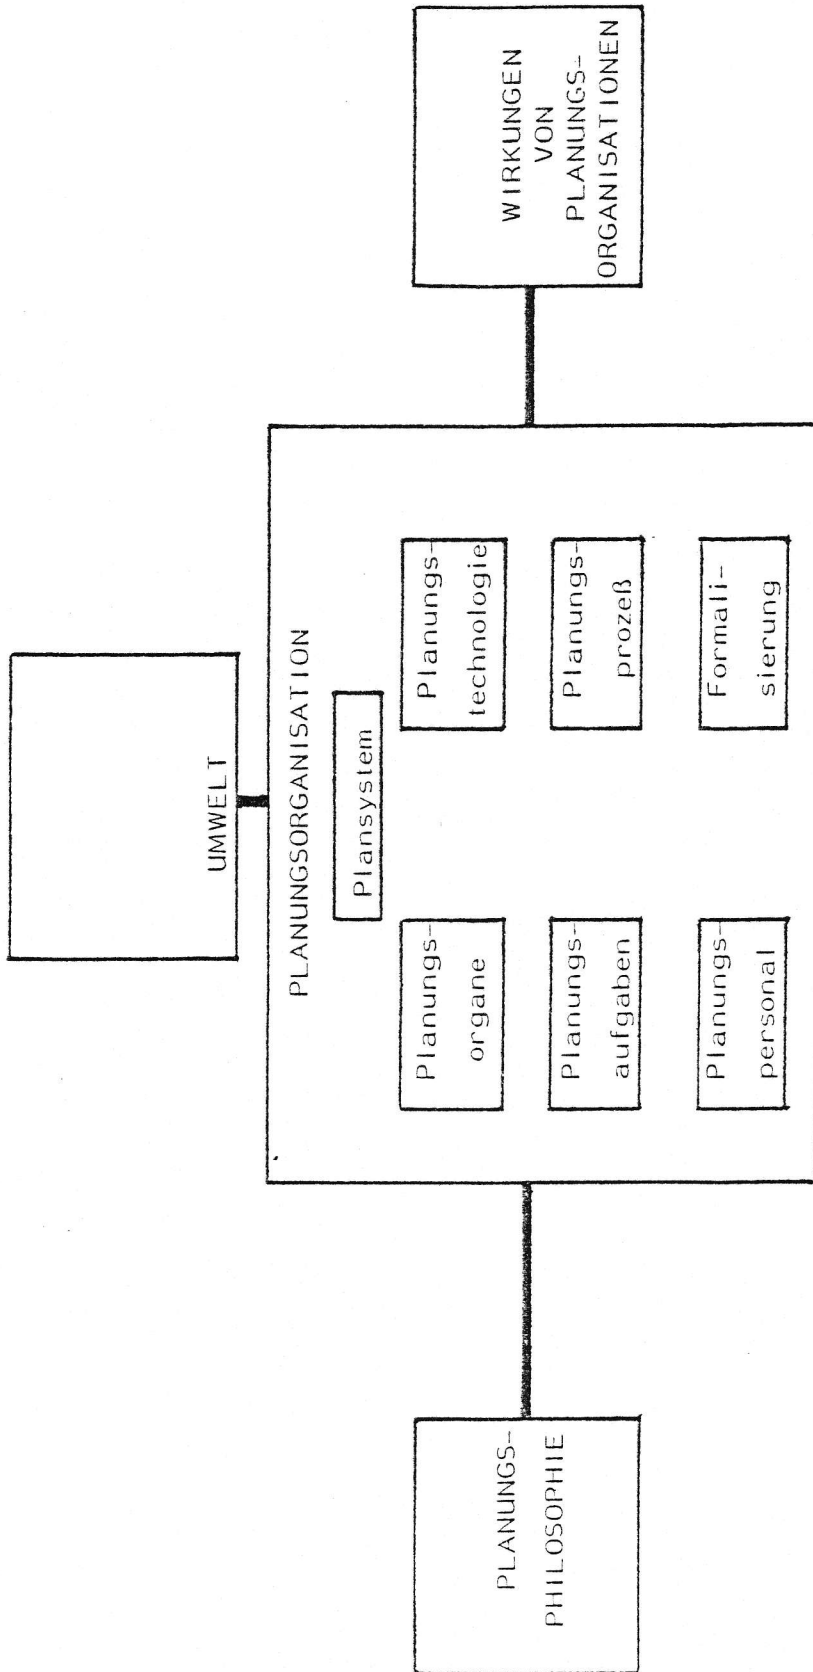 UMWELT
PLANUNGSORGANISATION
Plansystem
Planungs-
organe
Planungs-
technologie
Planungs-
aufgaben
Planungs-
prozeß
Planungs-
personal
Formali-
sierung
PLANUNGS-
PHILOSOPHIE
WIRKUNGEN
VON
PLANUNGS-
ORGANISATIONEN